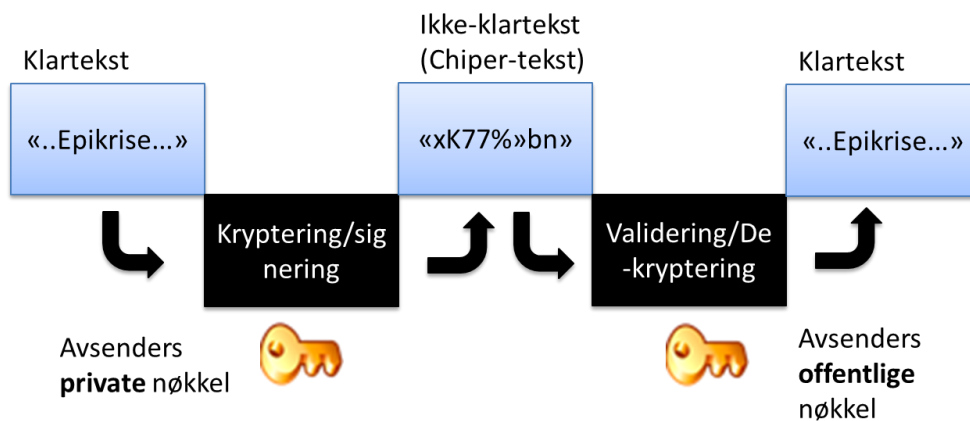 Klartekst
«..Epikrise...»
Kryptering/sig
nering
Avsenders
private nøkkel
Ikke-klartekst
(Chiper-tekst)
«xK77%»bn»
Validering/De
-kryptering
Klartekst
«..Epikrise...»
Avsenders
offentlige
nøkkel